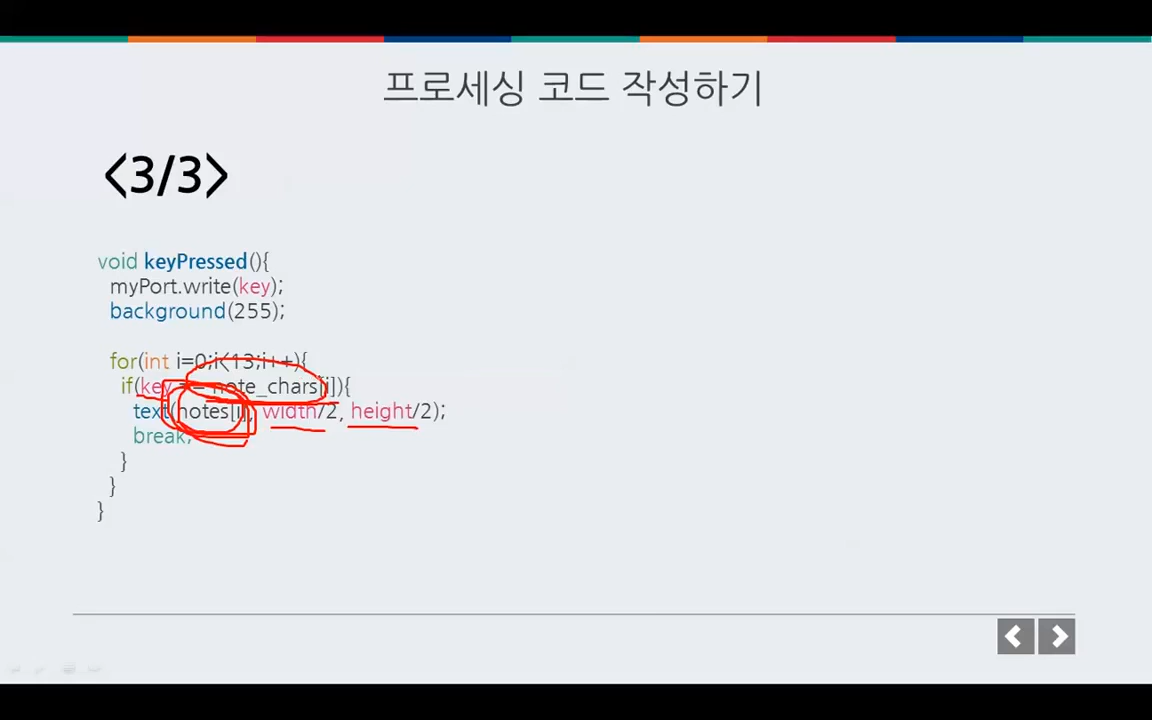 프로세싱 코드 작성하기
<3/3>
void keyPressed(){
myPort.write(key);
background(255);
for(int i=0;i<13;i++){
if(key == note_chars[i]){
text(notes[i], width/2, height/2);
break;
}
}
}